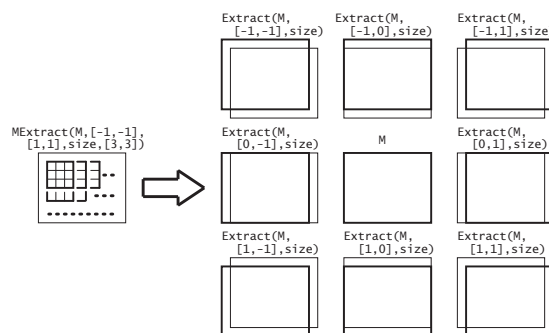 Extract(M,
[-1,-1],size)
Extract(M,
[-1,0],size)
Extract(M,
[-1,1],size
MExtract(M,[-1,-1],
[1,1],size,[3,3])
Extract(M,
[0,-1],size)
M
Extract(M,
[0,1],size)
Extract(M,
[1,-1],size)
Extract(M,
[1,0],size)
Extract(M,
[1,1],size)